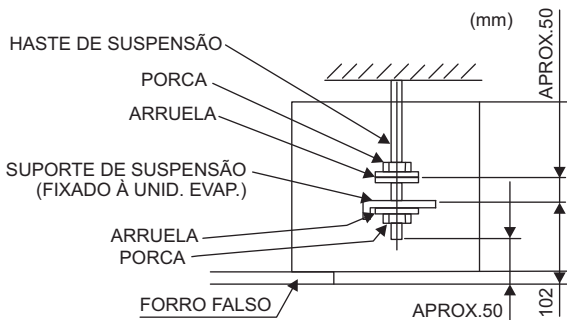 (mm)
HASTE DE SUSPENSÃO
PORCA
ARRUELA
SUPORTE DE SUSPENSÃO
(FIXADO À UNID. EVAP.)
ARRUELA
PORCA
FORRO FALSO
APROX.50
APROX.50
102